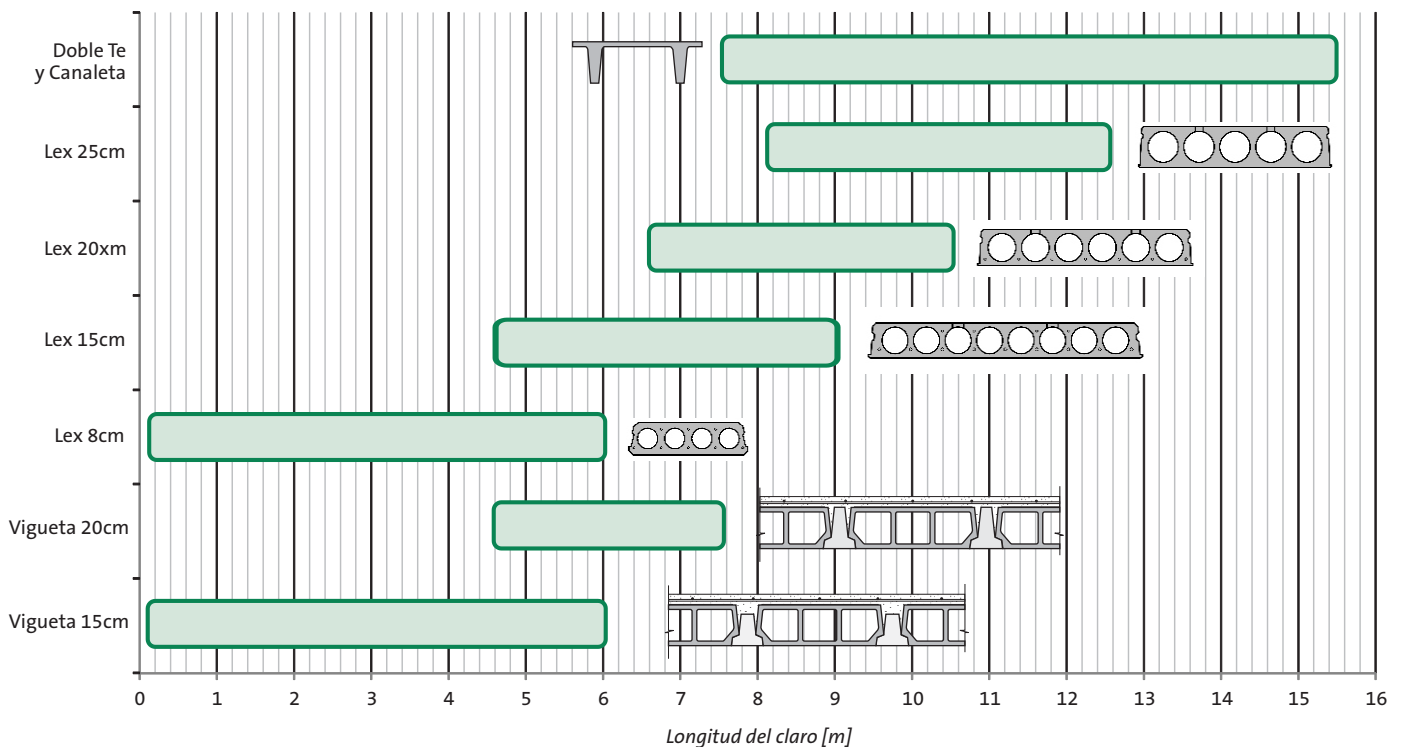 Doble Te
y Canaleta
Lex 25cm
Lex 20xm
Lex 15cm
Lex 8cm
Vigueta 20cm
Vigueta 15cm
0 1 2 3 4 5 6 7 8 9 10 11 12 13 14 15 16
Longitud del claro [m]